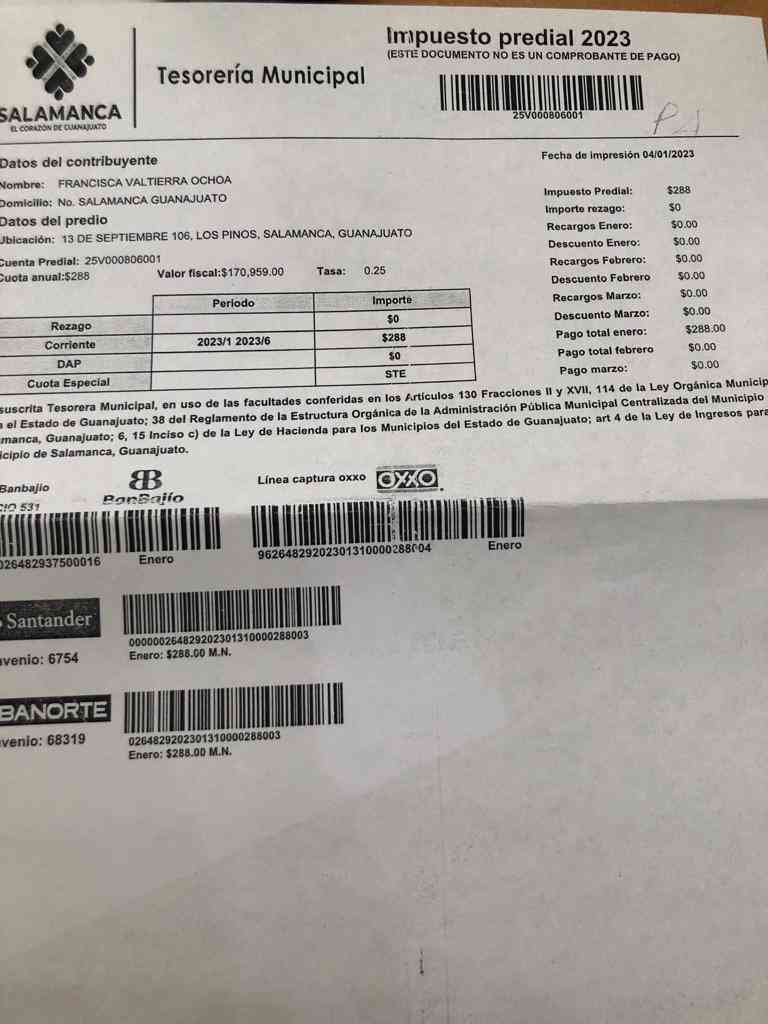 Impuesto predial 2023
(ESTE DOCUMENTO NO ES UN COMPROBANTE DE PAGO)
Tesorería Municipal
SALAMANCA
EL CORAZÓN DE GUANAJUATO
25V000806001
Fecha de impresión 04/01/2023
Datos del contribuyente
Nombre: FRANCISCA VALTIERRA OCHOA
Domicilio: No. SALAMANCA GUANAJUATO
Datos del predio
Ubicación: 13 DE SEPTIEMBRE 106, LOS PINOS, SALAMANCA, GUANAJUATO
Cuenta Predial: 25V000806001
Cuota anual:$288 Valor fiscal:$170,959.00 Tasa: 0.25
Impuesto Predial: $288
Importe rezago: $0
Recargos Enero: $0.00
Descuento Enero: $0.00
Recargos Febrero: $0.00
Descuento Febrero $0.00
Recargos Marzo: $0.00
Descuento Marzo: $0.00
Pago total enero: $288.00
Pago total febrero $0.00
Pago marzo: $0.00
Periodo Importe
Rezago $0
Corriente 2023/1 2023/6 $288
DAP $0
Cuota Especial STE
suscrita Tesorera Municipal, en uso de las facultades conferidas en los Artículos 130 Fracciones II y XVII, 114 de la Ley Orgánica Municip
a el Estado de Guanajuato; 38 del Reglamento de la Estructura Orgánica de la Administración Pública Municipal Centralizada del Municipio
manca, Guanajuato; 6, 15 Inciso c) de la Ley de Hacienda para los Municipios del Estado de Guanajuato; art 4 de la Ley de Ingresos para
icipio de Salamanca, Guanajuato.
Banbajio
BanBajío
Línea captura oxxo OXXO
CIO 531
026482937500016 Enero
96264829202301310000288004 Enero
Santander
000000264829202301310000288003
nvenio: 6754
Enero: $288.00 M.N.
BANORTE
0264829202301310000288003
nvenio: 68319
Enero: $288.00 M.N.